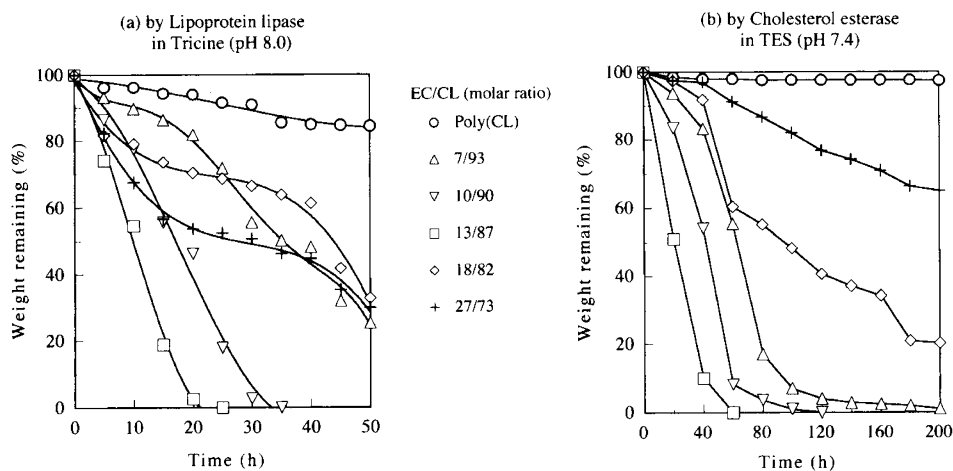 (a) by Lipoprotein lipase
in Tricine (pH 8.0)
100
80
60
40
20
0
Weight remaining (%)
0 10 20 30 40 50
Time (h)
EC/CL (molar ratio)
Poly(CL)
7/93
10/90
13/87
18/82
27/73
(b) by Cholesterol esterase
in TES (pH 7.4)
100
80
60
40
20
0
Weight remaining (%)
0 40 80 120 160 200
Time (h)